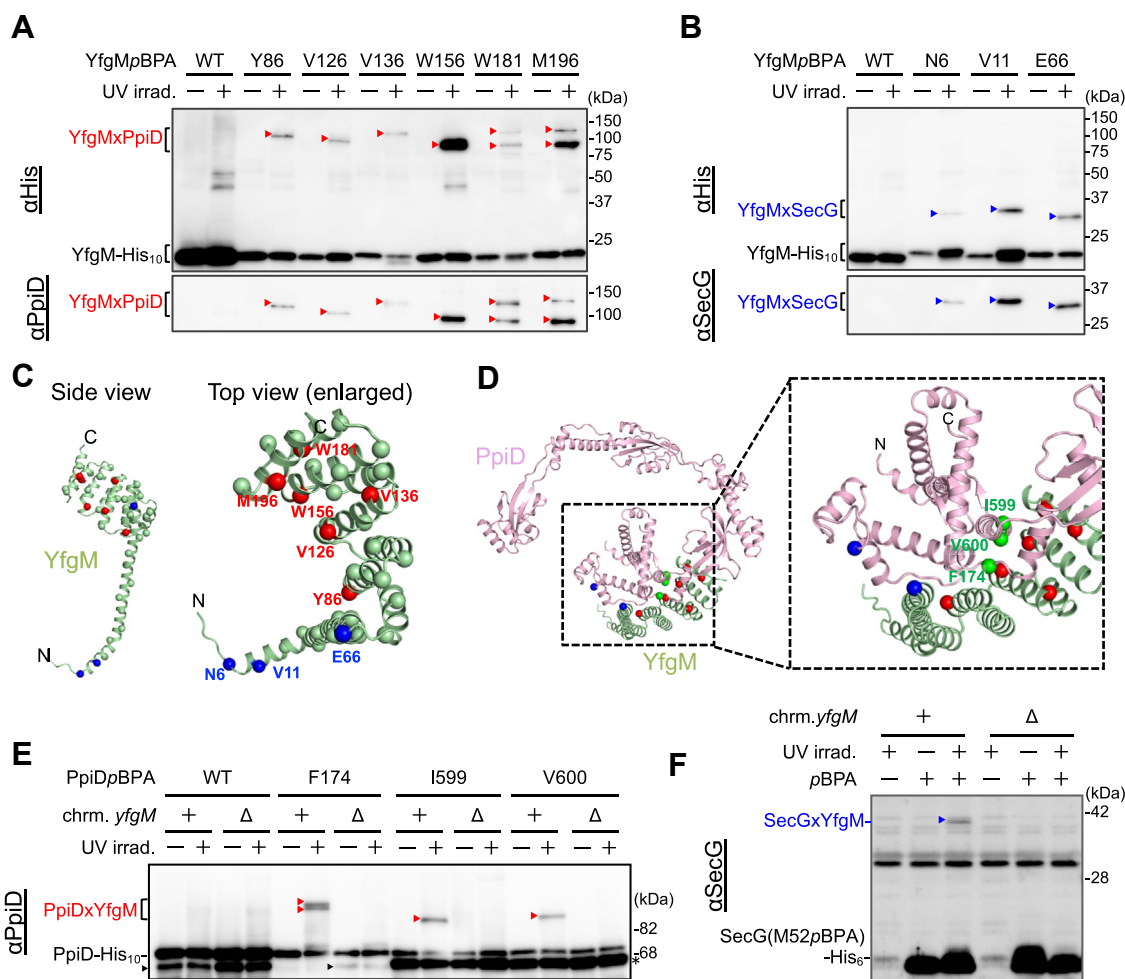 A
YfgMpBPA WT Y86 V126 V136 W156 W181 M196
UV irrad. – + – + – + – + – + – + – +
(kDa)
YfgMxPpiD
-150
-100
-75
-50
-37
αHis
-25
YfgM-His10
YfgMxPpiD
150-
100-
αPpiD
B
YfgMpBPA WT N6 V11 E66
UV irrad. – + – + – + – +
(kDa)
-150
-100
-75
-50
-37
αHis
YfgMxSecG
-25
YfgM-His10
YfgMxSecG
-37
-25
αSecG
C
Side view Top view (enlarged)
C
YfgM
N
C
W181
M196
W156
V136
V126
Y86
E66
N
N6
V11
D
PpiD
YfgM
N
C
I599
V600
F174
E
PpiDpBPA WT F174 I599 V600
chrm. yfgM + Δ + Δ + Δ + Δ
UV irrad. – + – + – + – + – + – + – + – +
(kDa)
PpiDxYfgM
-82
αPpiD
PpiD-His10
-68
*
F
chrm. yfgM + Δ
UV irrad. + – + + – +
pBPA – + + – + +
(kDa)
-42
SecGxYfgM
αSecG
-28
SecG(M52pBPA)
-His6